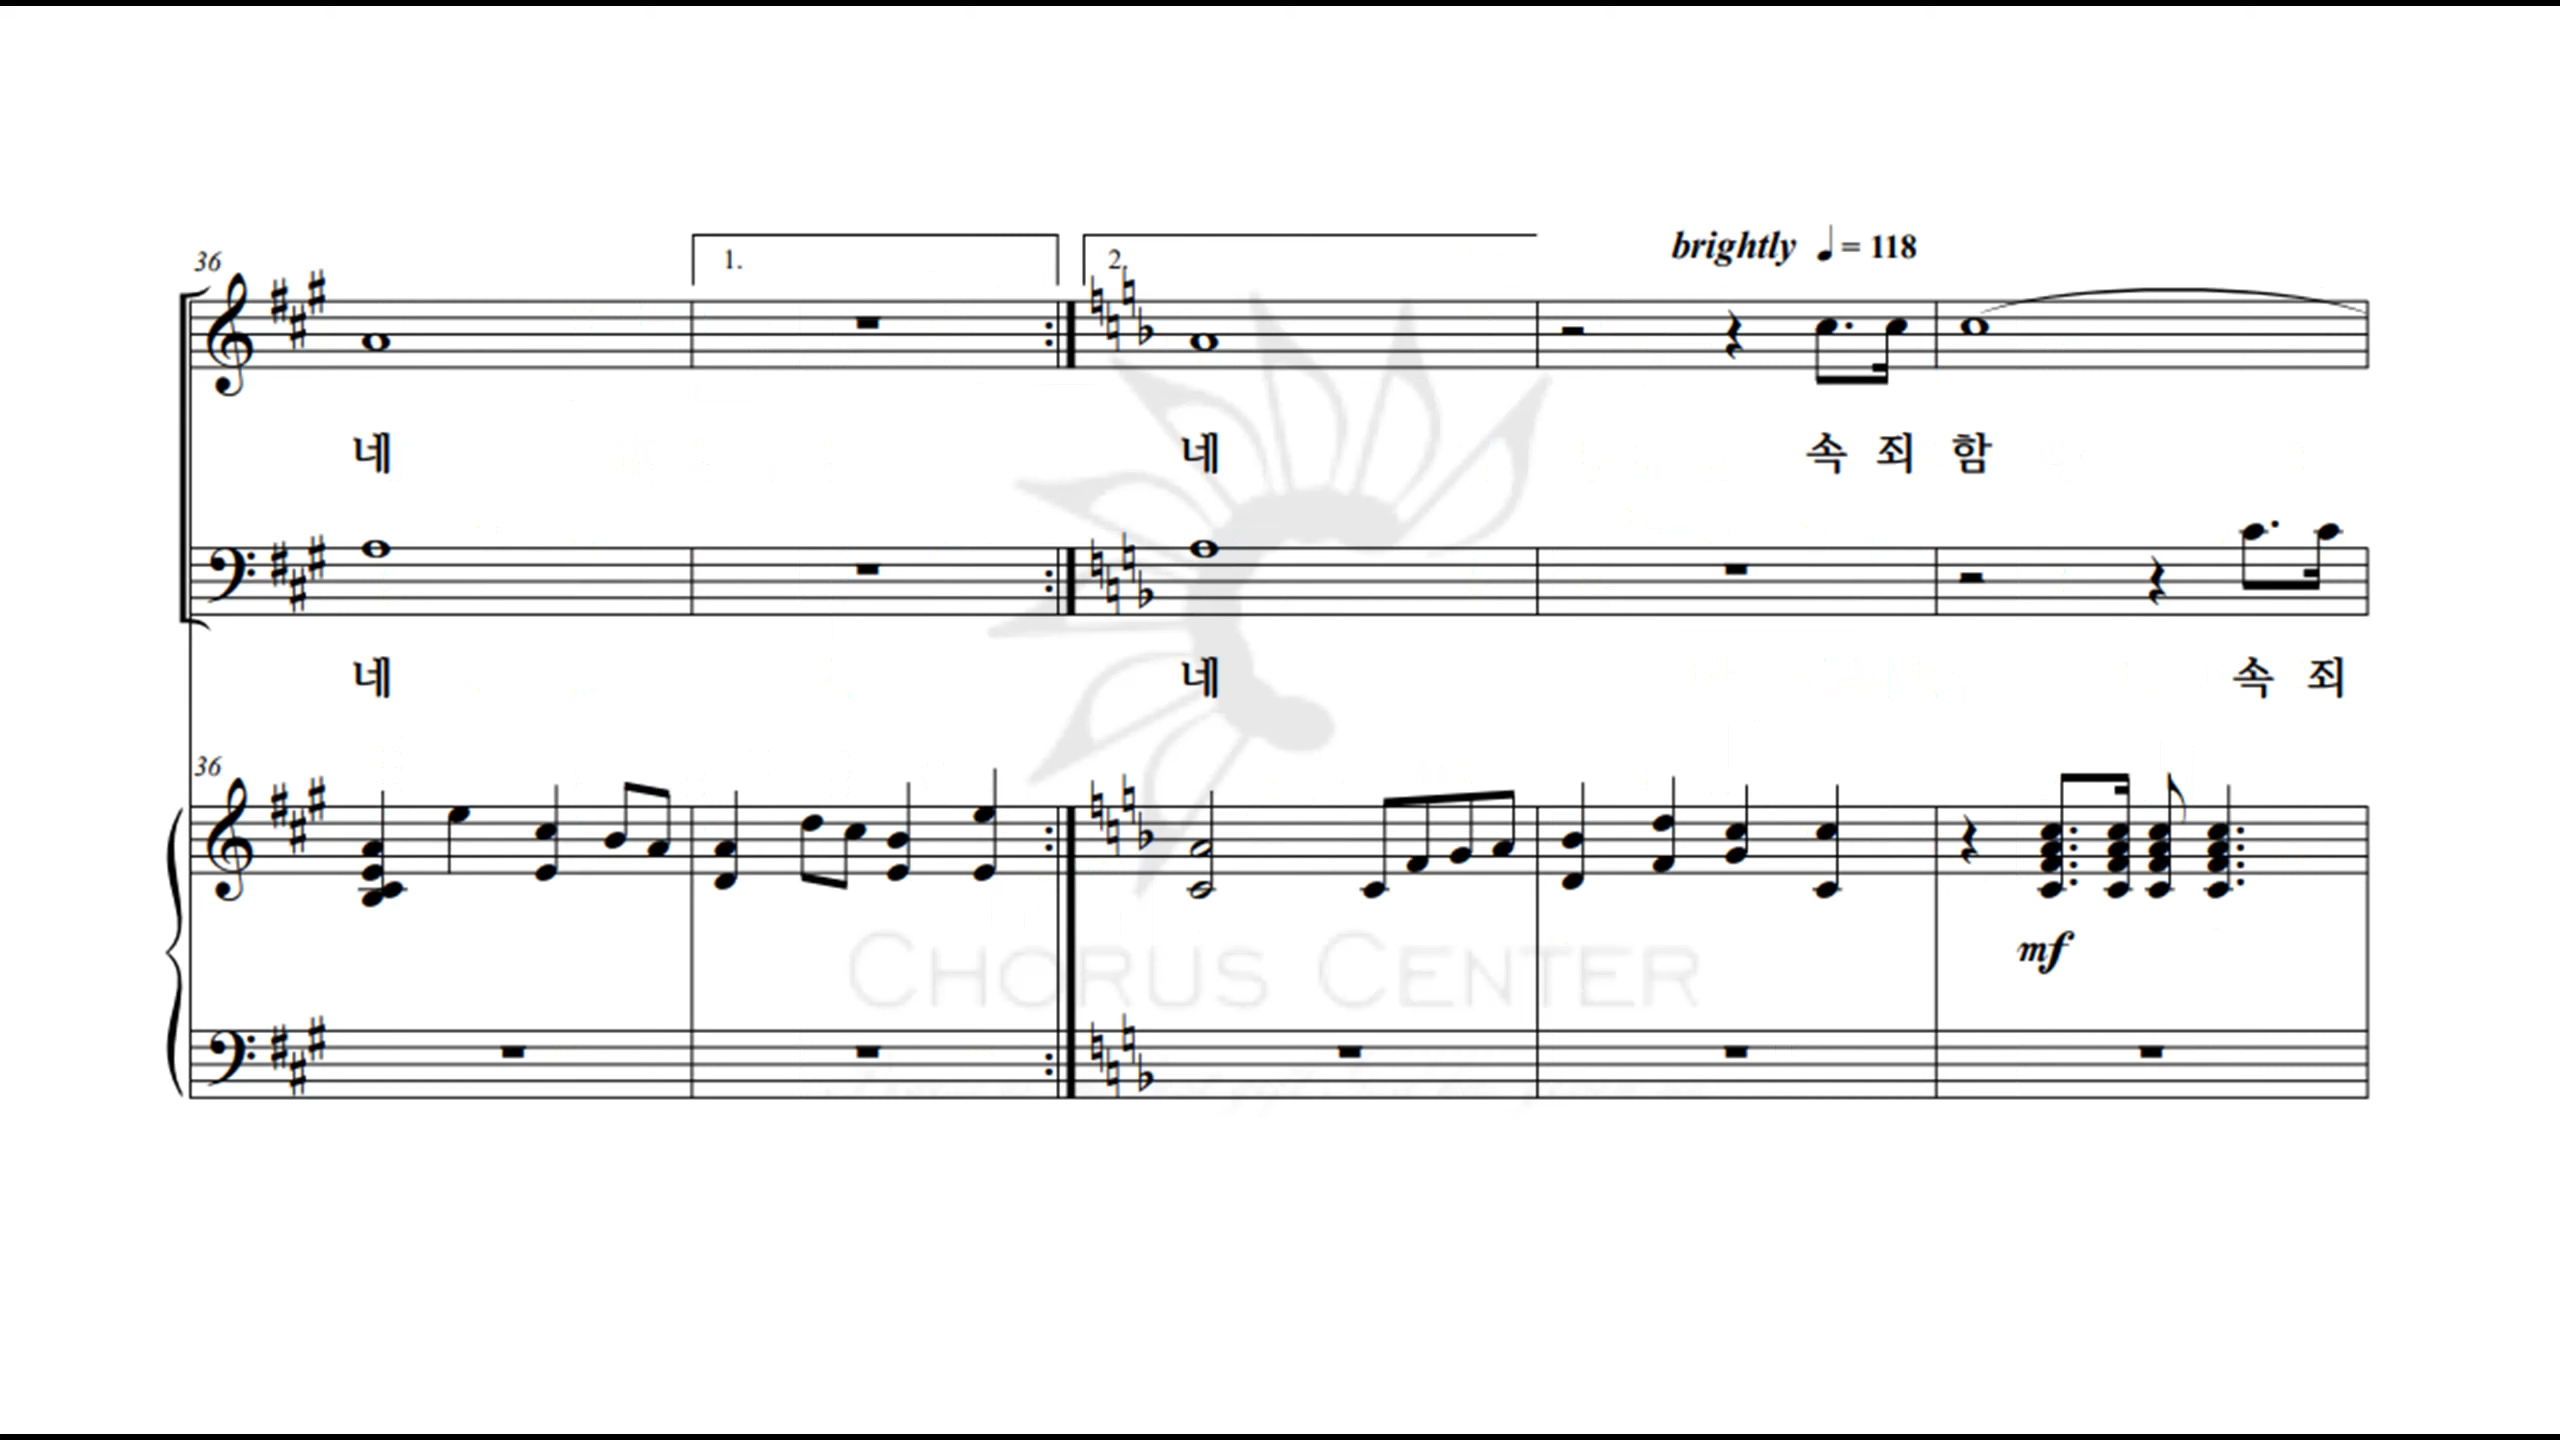 brightly ♩= 118
36
1.
2.
네 네 속 죄 함
네 네 속 죄
36
mf
CHORUS CENTER